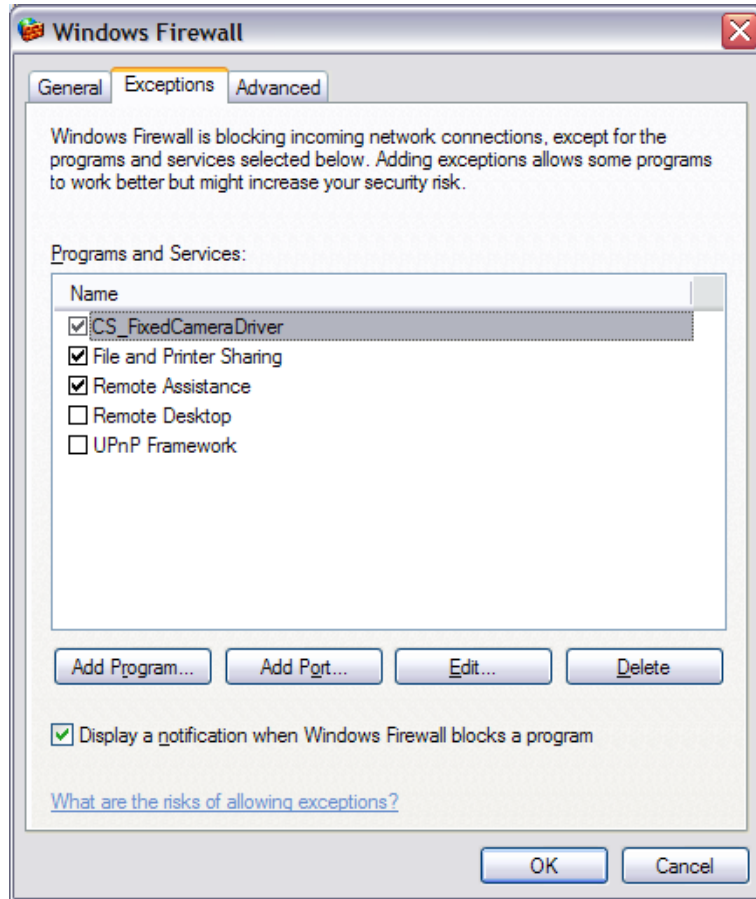 Windows Firewall
General Exceptions Advanced
Windows Firewall is blocking incoming network connections, except for the
programs and services selected below. Adding exceptions allows some programs
to work better but might increase your security risk.
Programs and Services:
Name
CS_FixedCameraDriver
File and Printer Sharing
Remote Assistance
Remote Desktop
UPnP Framework
Add Program... Add Port... Edit... Delete
Display a notification when Windows Firewall blocks a program
What are the risks of allowing exceptions?
OK Cancel